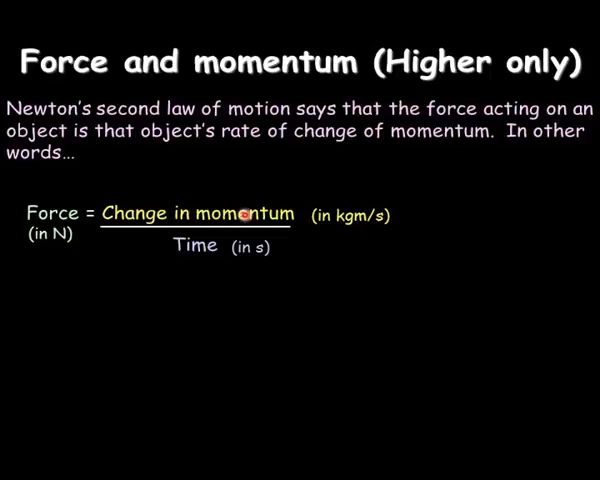 Force and momentum (Higher only)
Newton's second law of motion says that the force acting on an
object is that object's rate of change of momentum.  In other
words…
Force = Change in momentum (in kgm/s)
(in N)
Time (in s)